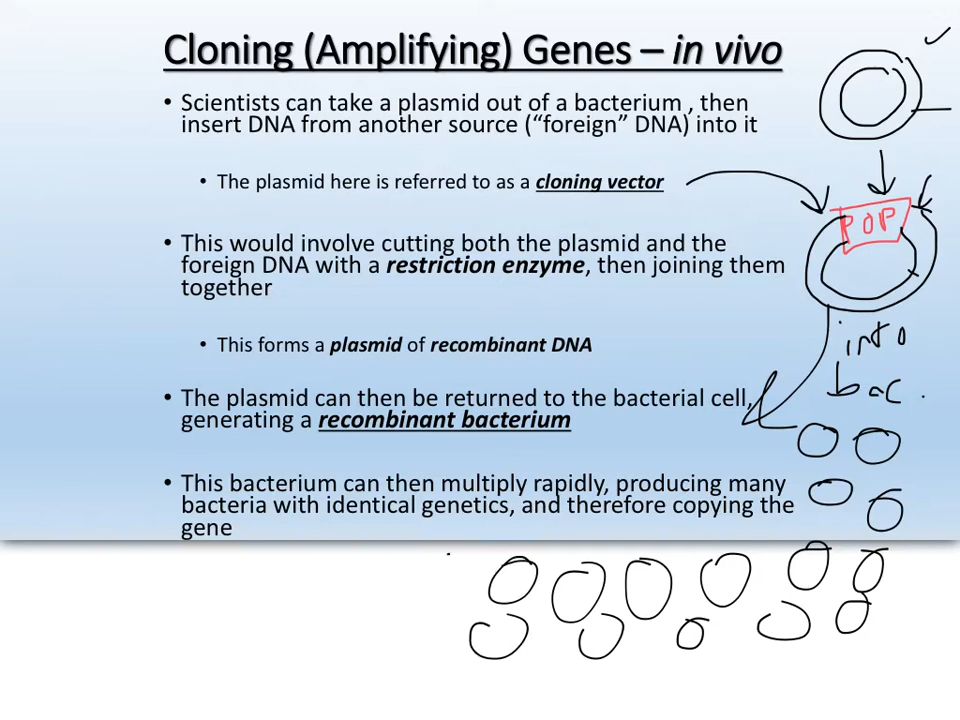 Cloning (Amplifying) Genes – in vivo
• Scientists can take a plasmid out of a bacterium , then
insert DNA from another source (“foreign” DNA) into it
• The plasmid here is referred to as a cloning vector
POP
• This would involve cutting both the plasmid and the
foreign DNA with a restriction enzyme, then joining them
together
into
• This forms a plasmid of recombinant DNA
bac
• The plasmid can then be returned to the bacterial cell,
generating a recombinant bacterium
• This bacterium can then multiply rapidly, producing many
bacteria with identical genetics, and therefore copying the
gene